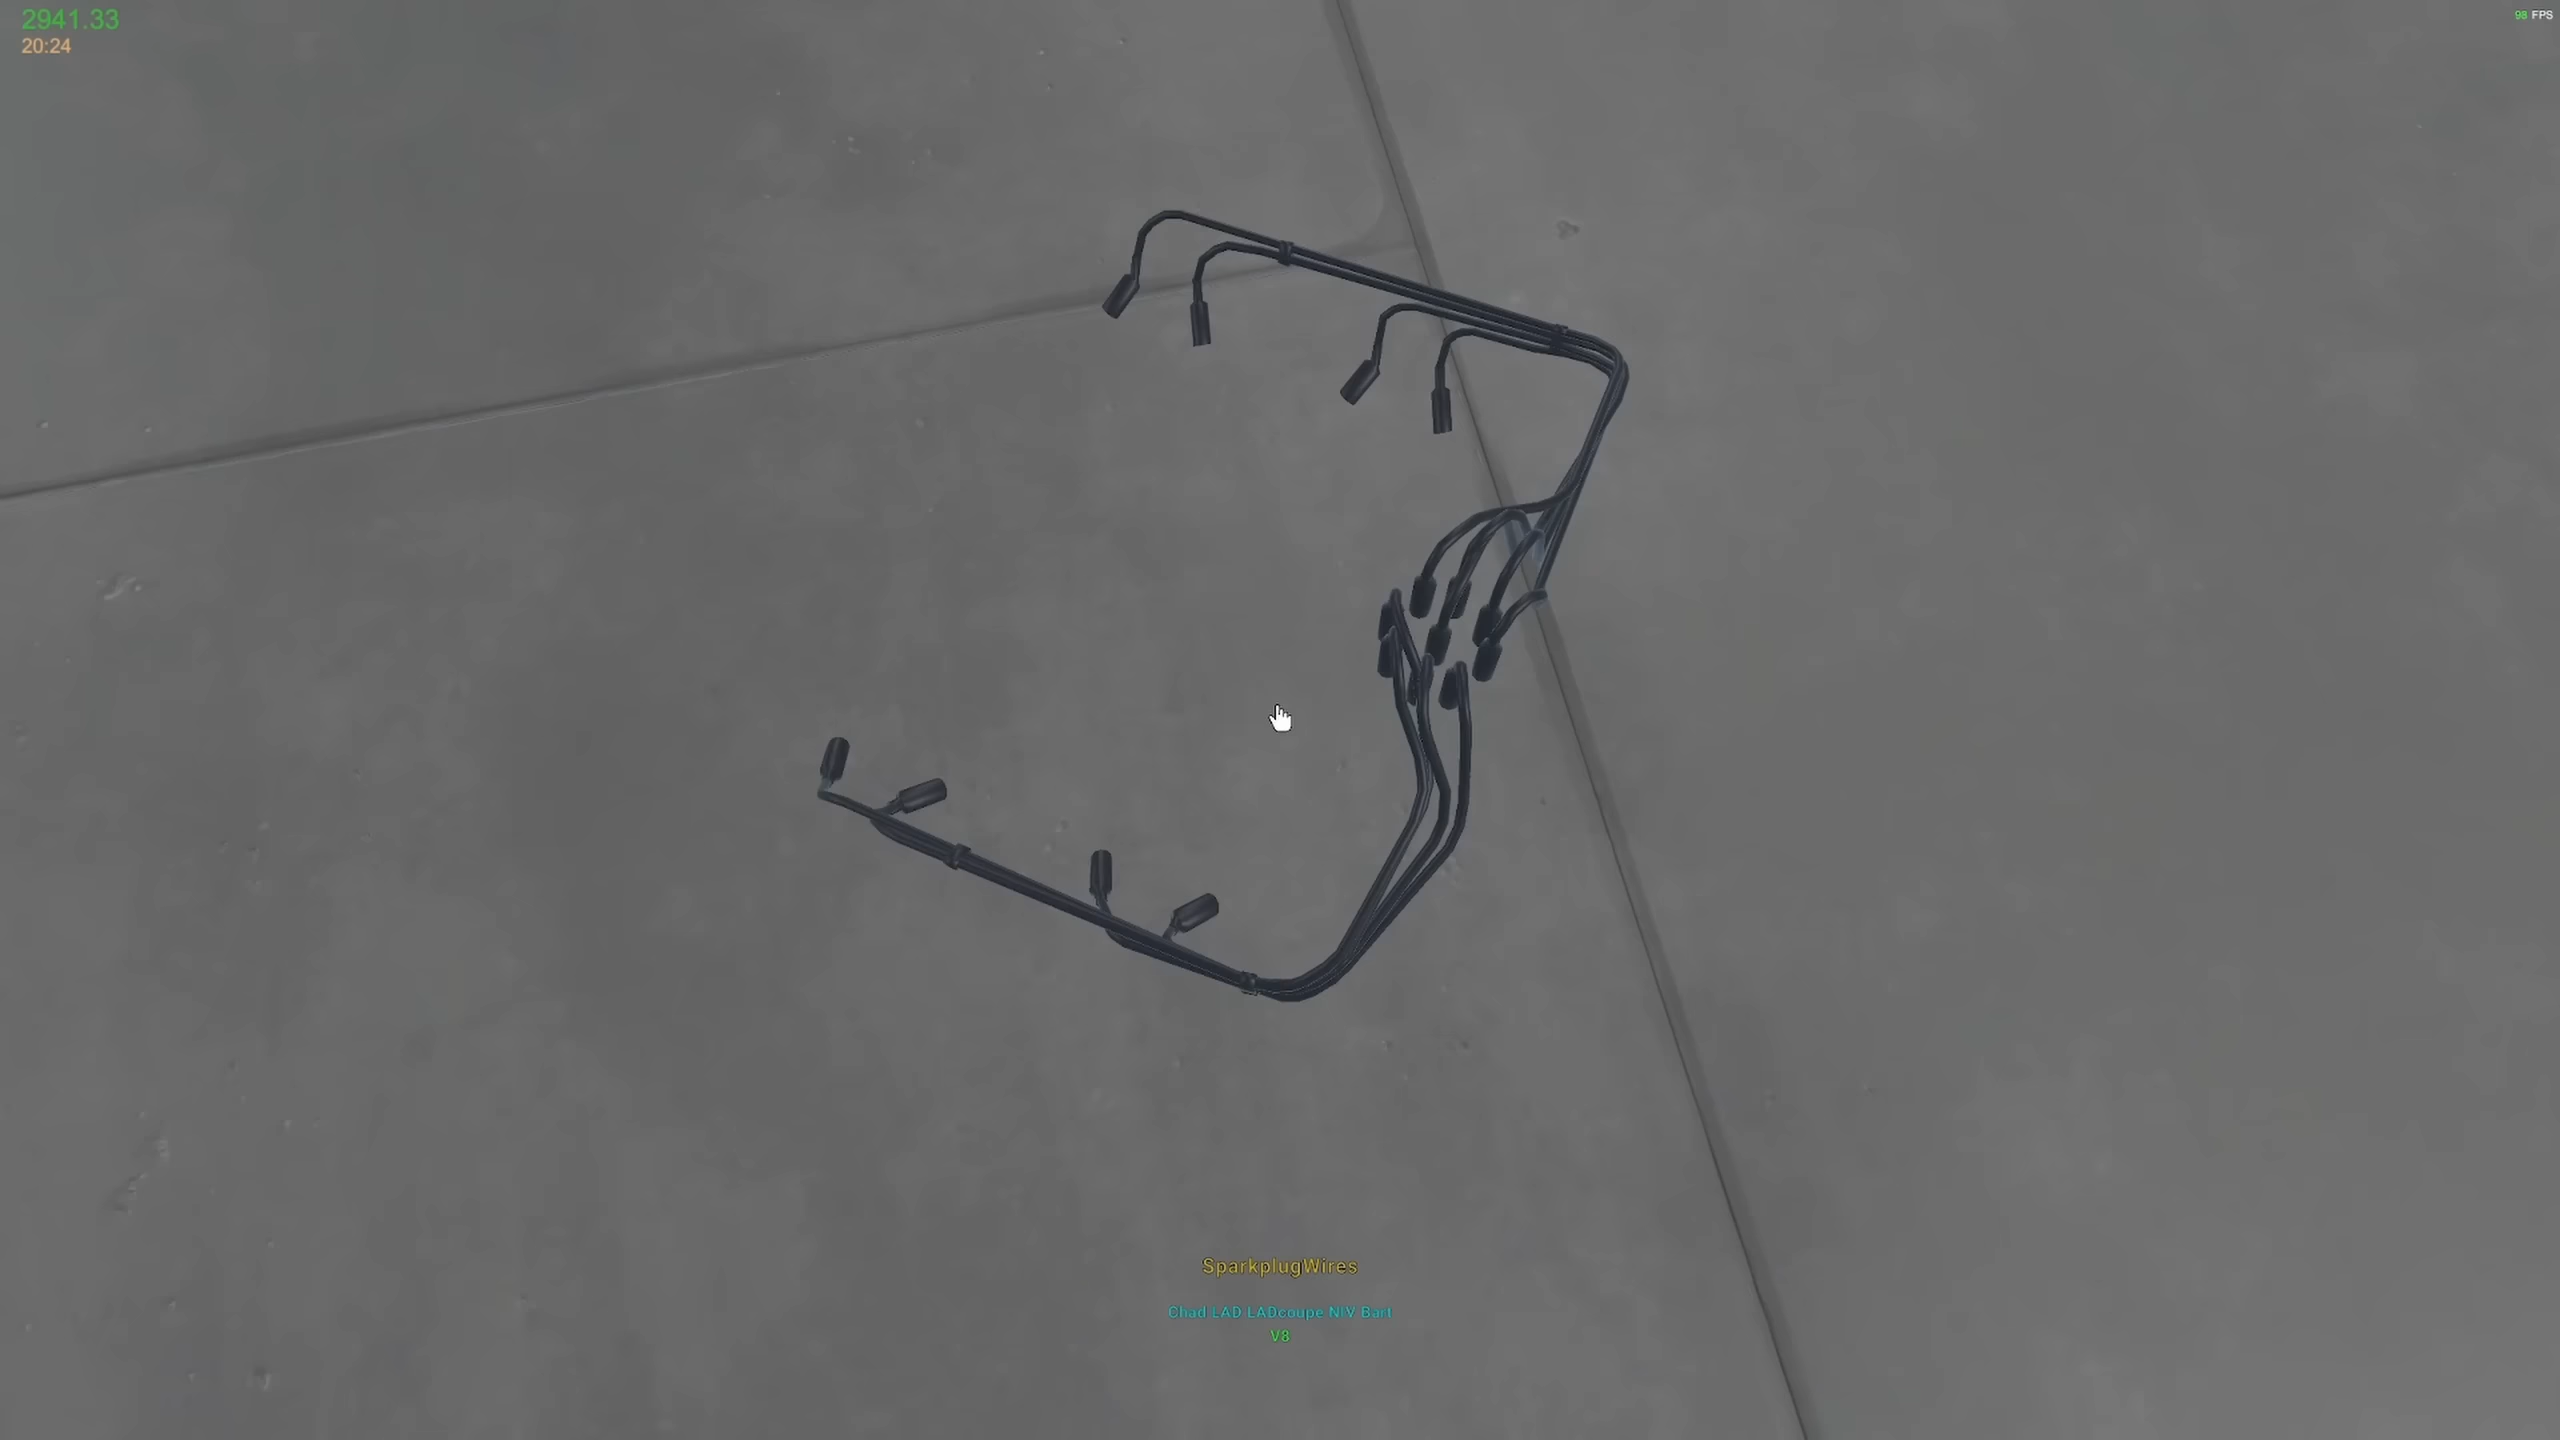 2941.33
98 FPS
20:24
SparkplugWires
Chad LAD LADcoupe NIV Bart
V8